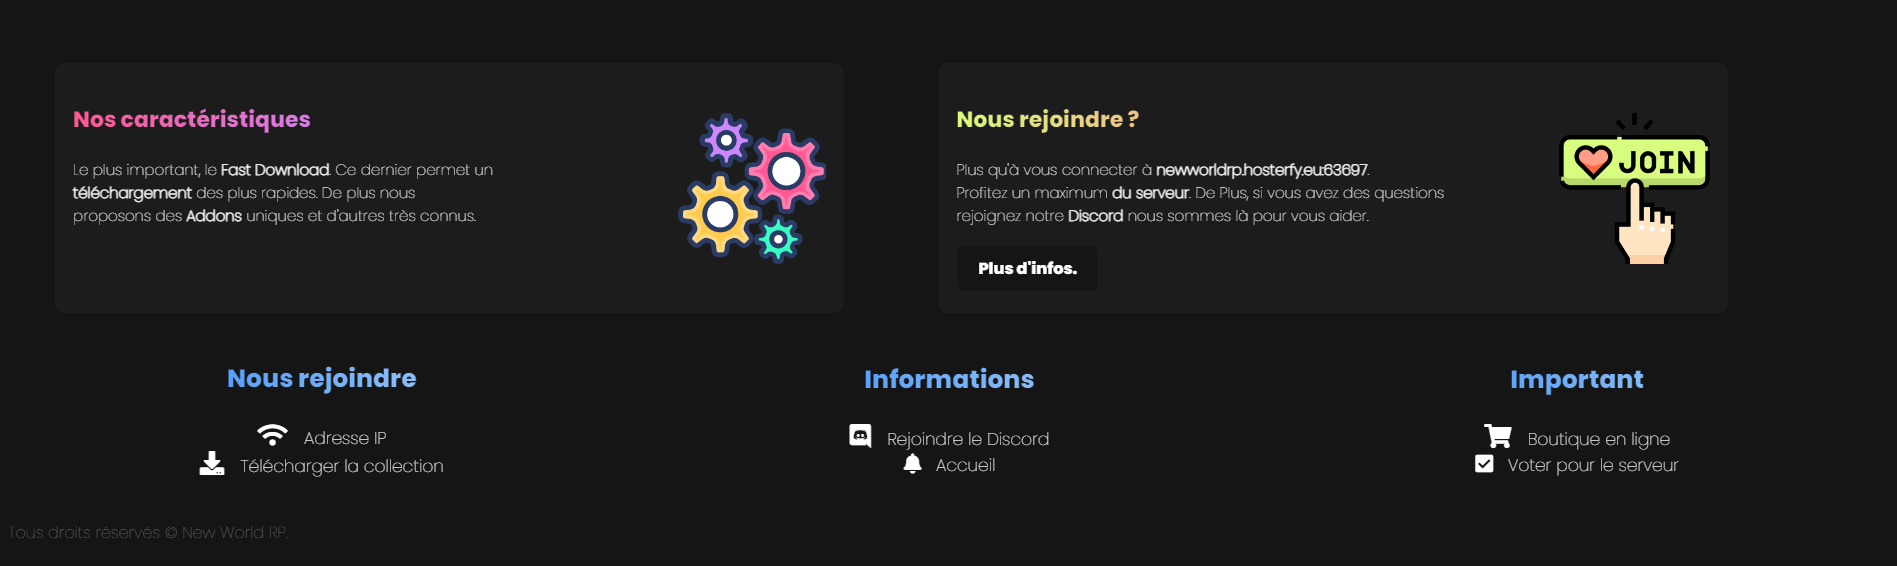 Nos caractéristiques
Le plus important, le Fast Download. Ce dernier permet un
téléchargement des plus rapides. De plus nous
proposons des Addons uniques et d'autres très connus.
Nous rejoindre ?
Plus qu'à vous connecter à newworldrp.hosterfy.eu:63697.
Profitez un maximum du serveur. De Plus, si vous avez des questions
rejoignez notre Discord nous sommes là pour vous aider.
Plus d'infos.
JOIN
Nous rejoindre
Adresse IP
Télécharger la collection
Informations
Rejoindre le Discord
Accueil
Important
Boutique en ligne
Voter pour le serveur
Tous droits réservés © New World RP.